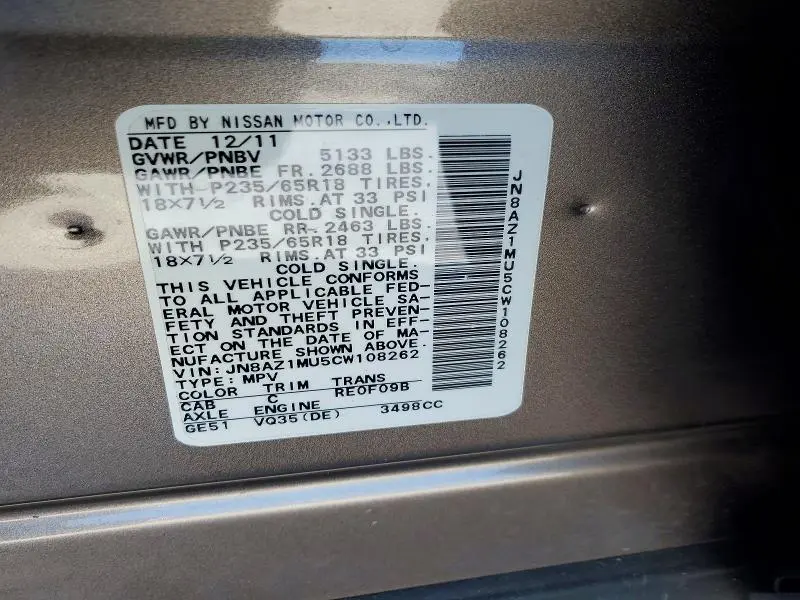 MFD BY NISSAN MOTOR CO.,LTD.
DATE 12/11
GVWR/PNBV 5133 LBS.
GAWR/PNBE FR. 2688 LBS.
WITH P235/65R18 TIRES,
18×7½ RIMS. AT 33 PSI
COLD SINGLE.
GAWR/PNBE RR. 2463 LBS.
WITH P235/65R18 TIRES,
18×7½ RIMS. AT 33 PSI
COLD SINGLE.
THIS VEHICLE CONFORMS
TO ALL APPLICABLE FED-
ERAL MOTOR VEHICLE SA-
FETY AND THEFT PREVEN-
TION STANDARDS IN EFF-
ECT ON THE DATE OF MA-
NUFACTURE SHOWN ABOVE.
VIN: JN8AZ1MU5CW108262
TYPE: MPV
COLOR TRIM TRANS
CAB C RE0F09B
AXLE ENGINE
GE51 VQ35(DE) 3498CC
JN8AZ1MU5CW108262